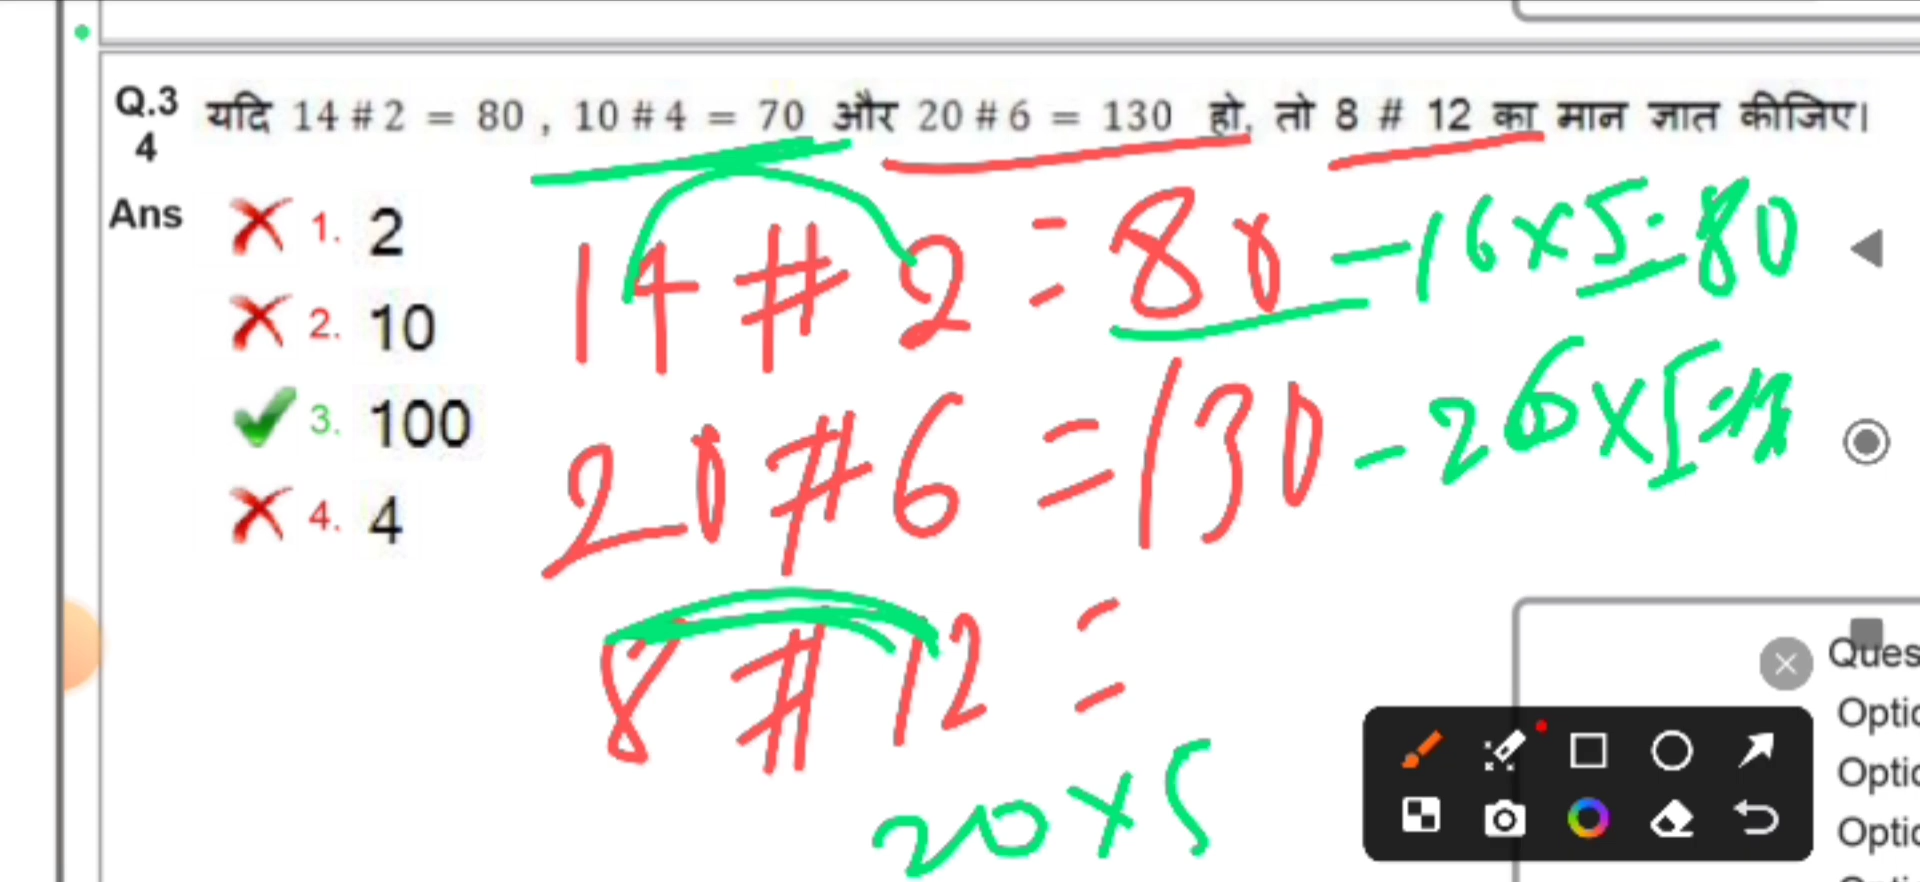 Q.34 यदि 14 # 2 = 80 , 10 # 4 = 70 और 20 # 6 = 130 हो, तो 8 # 12 का मान ज्ञात कीजिए।
Ans
1. 2
2. 10
3. 100
4. 4
14 # 2 = 80 - 16 x 5 = 80
20 # 6 = 130 - 26 x 5 =
8 # 12 =
20 x 5
Ques
Optic
Optic
Optic